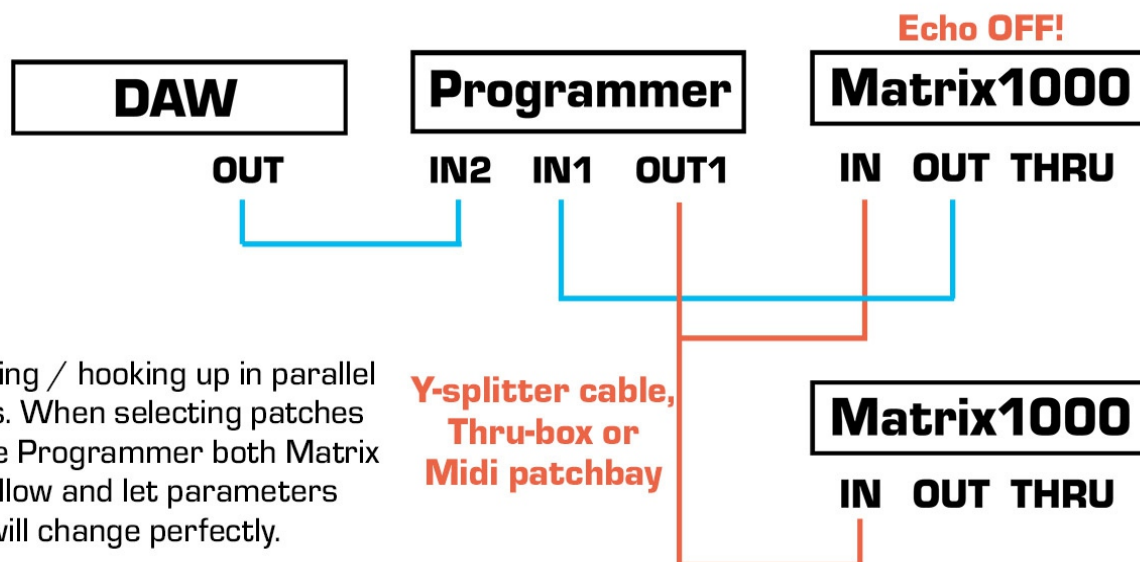 Echo OFF!
DAW
Programmer
Matrix1000
OUT
IN2 IN1 OUT1
IN OUT THRU
ing / hooking up in parallel
s. When selecting patches
e Programmer both Matrix
llow and let parameters
will change perfectly.
Y-splitter cable,
Thru-box or
Midi patchbay
Matrix1000
IN OUT THRU